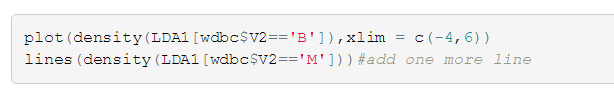 plot(density(LDA1[wdbc$V2=='B']),xlim = c(-4,6))
lines(density(LDA1[wdbc$V2=='M']))#add one more line